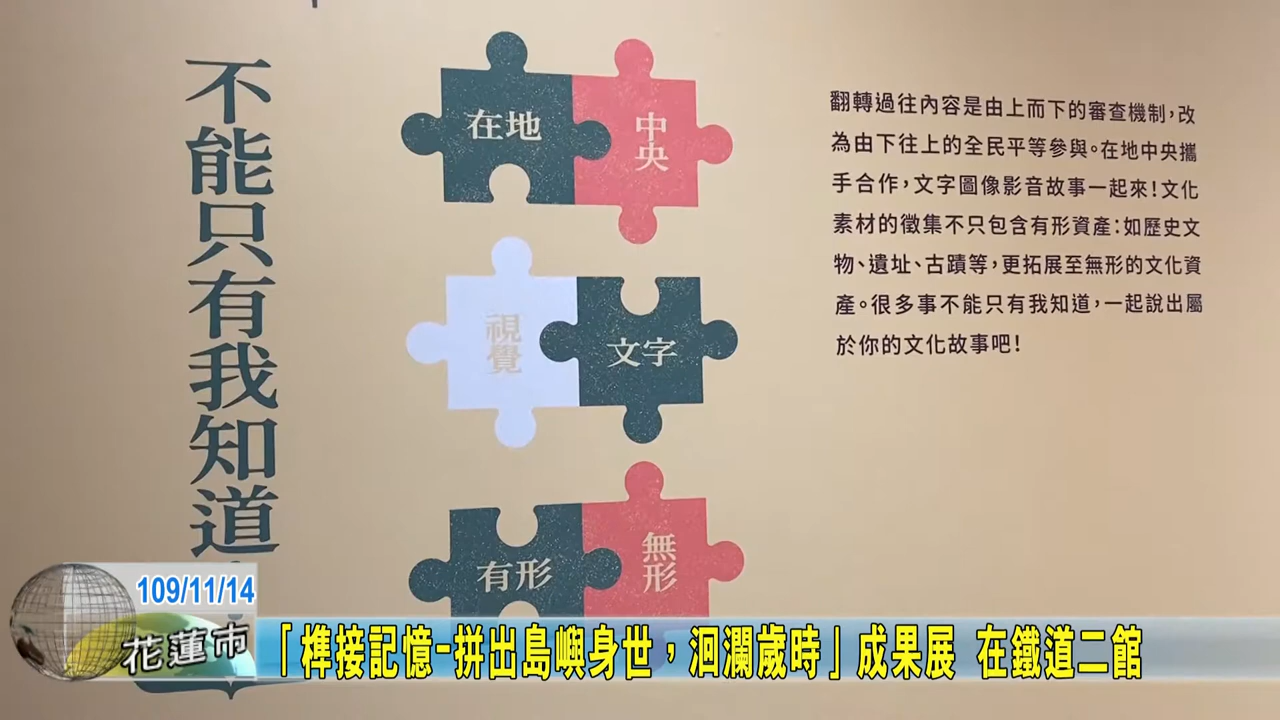 不能只有我知道
在地
中央
視覺
文字
有形
無形
翻轉過往內容是由上而下的審查機制，改
為由下往上的全民平等參與。在地中央攜
手合作，文字圖像影音故事一起來！文化
素材的徵集不只包含有形資產：如歷史文
物、遺址、古蹟等，更拓展至無形的文化資
產。很多事不能只有我知道，一起說出屬
於你的文化故事吧！
109/11/14
花蓮市
「榫接記憶-拼出島嶼身世，洄瀾歲時」成果展 在鐵道二館